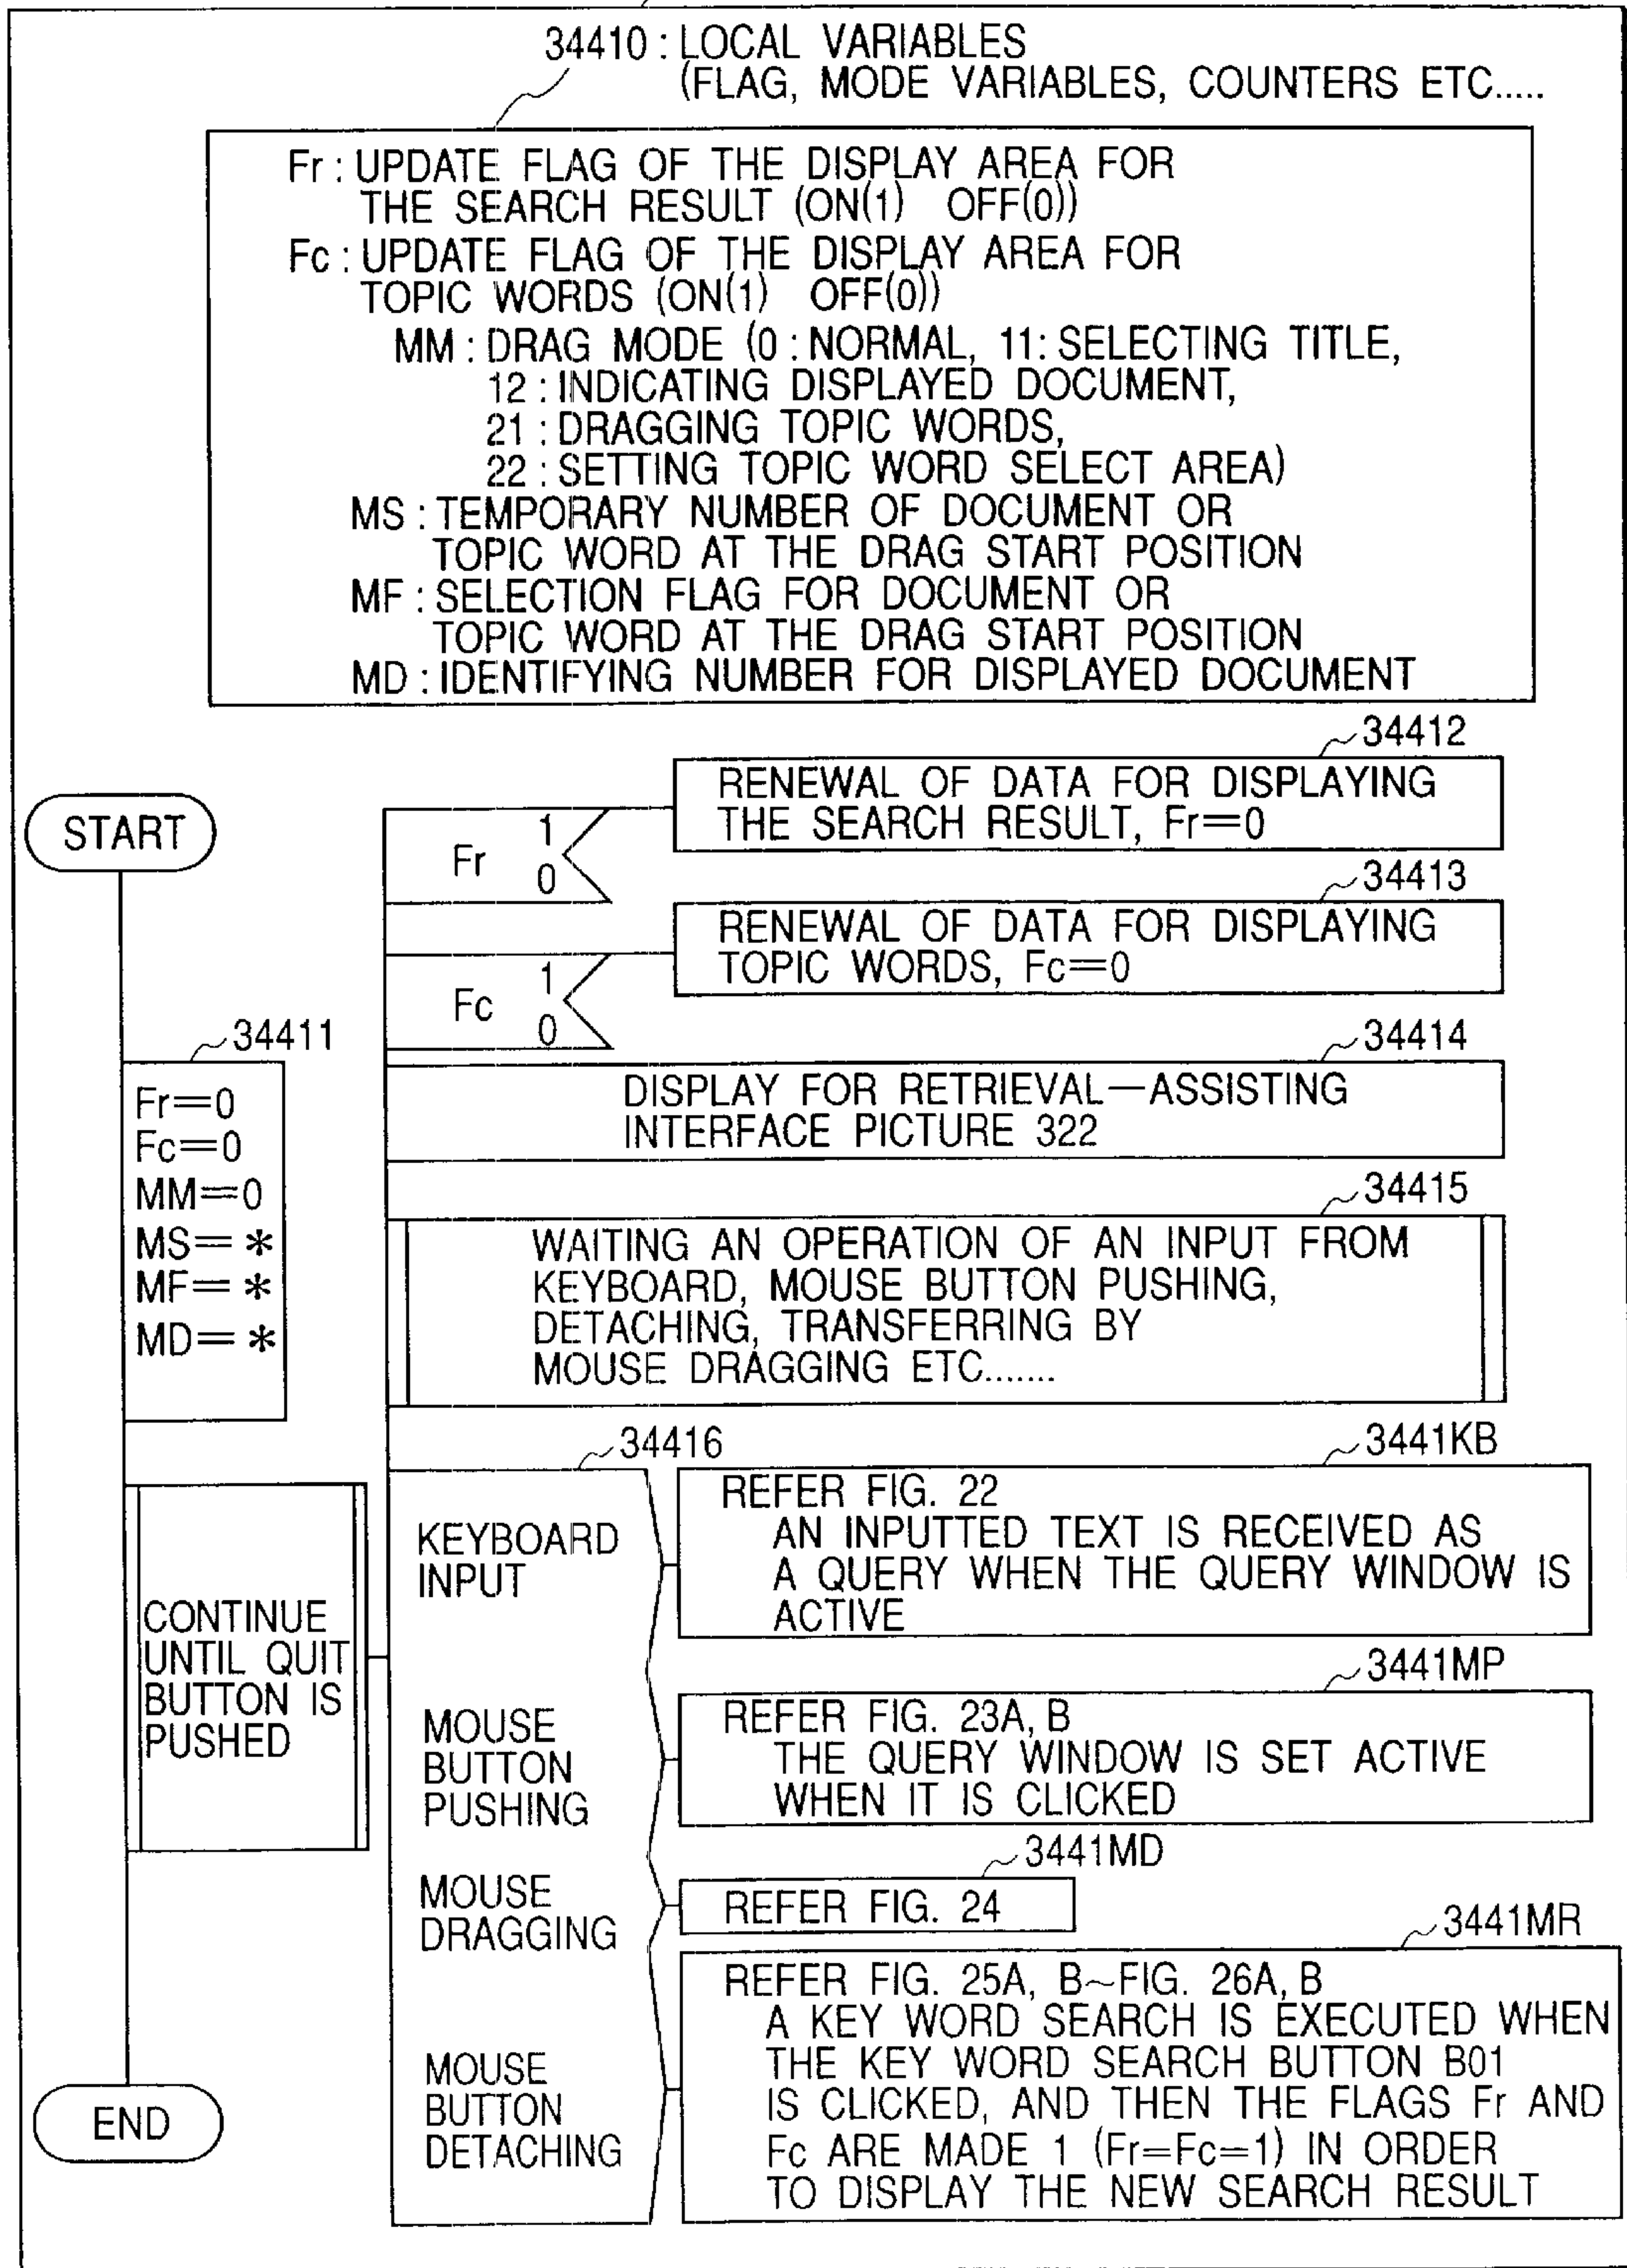 34410 : LOCAL VARIABLES
(FLAG, MODE VARIABLES, COUNTERS ETC.....
Fr : UPDATE FLAG OF THE DISPLAY AREA FOR
THE SEARCH RESULT (ON(1) OFF(0))
Fc : UPDATE FLAG OF THE DISPLAY AREA FOR
TOPIC WORDS (ON(1) OFF(0))
MM : DRAG MODE (0 : NORMAL, 11: SELECTING TITLE,
12 : INDICATING DISPLAYED DOCUMENT,
21 : DRAGGING TOPIC WORDS,
22 : SETTING TOPIC WORD SELECT AREA)
MS : TEMPORARY NUMBER OF DOCUMENT OR
TOPIC WORD AT THE DRAG START POSITION
MF : SELECTION FLAG FOR DOCUMENT OR
TOPIC WORD AT THE DRAG START POSITION
MD : IDENTIFYING NUMBER FOR DISPLAYED DOCUMENT
START
34411
Fr=0
Fc=0
MM=0
MS= *
MF= *
MD= *
CONTINUE
UNTIL QUIT
BUTTON IS
PUSHED
END
Fr 1
0
34412
RENEWAL OF DATA FOR DISPLAYING
THE SEARCH RESULT, Fr=0
Fc 1
0
34413
RENEWAL OF DATA FOR DISPLAYING
TOPIC WORDS, Fc=0
34414
DISPLAY FOR RETRIEVAL—ASSISTING
INTERFACE PICTURE 322
34415
WAITING AN OPERATION OF AN INPUT FROM
KEYBOARD, MOUSE BUTTON PUSHING,
DETACHING, TRANSFERRING BY
MOUSE DRAGGING ETC.......
34416
KEYBOARD
INPUT
3441KB
REFER FIG. 22
AN INPUTTED TEXT IS RECEIVED AS
A QUERY WHEN THE QUERY WINDOW IS
ACTIVE
MOUSE
BUTTON
PUSHING
3441MP
REFER FIG. 23A, B
THE QUERY WINDOW IS SET ACTIVE
WHEN IT IS CLICKED
MOUSE
DRAGGING
3441MD
REFER FIG. 24
MOUSE
BUTTON
DETACHING
3441MR
REFER FIG. 25A, B~FIG. 26A, B
A KEY WORD SEARCH IS EXECUTED WHEN
THE KEY WORD SEARCH BUTTON B01
IS CLICKED, AND THEN THE FLAGS Fr AND
Fc ARE MADE 1 (Fr=Fc=1) IN ORDER
TO DISPLAY THE NEW SEARCH RESULT